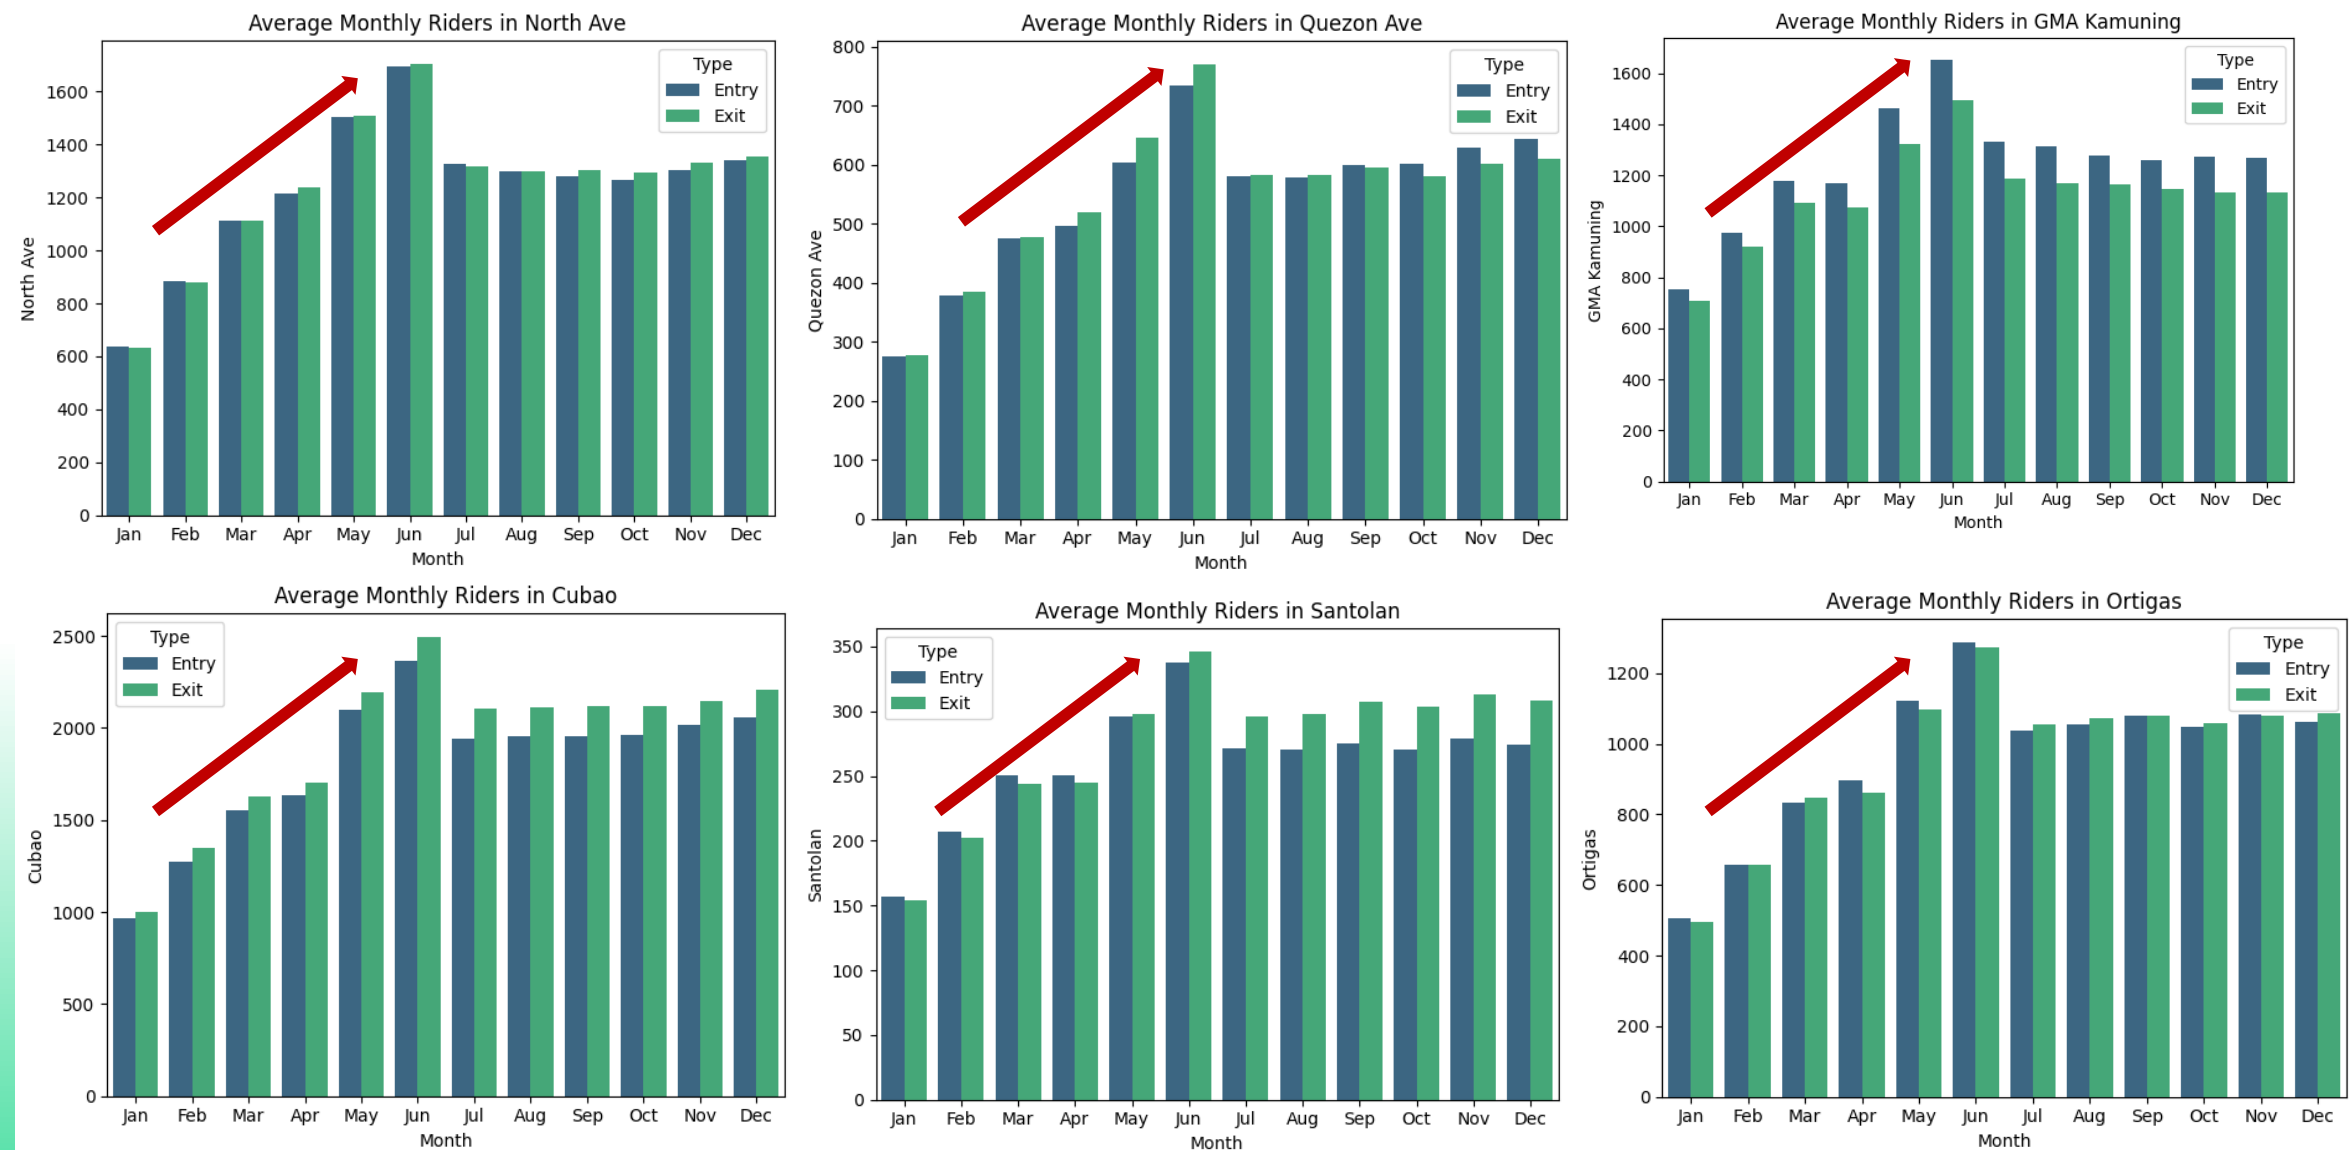 Average Monthly Riders in North Ave
Type
Entry
Exit
1600
1400
1200
1000
800
600
400
200
0
North Ave
Jan Feb Mar Apr May Jun Jul Aug Sep Oct Nov Dec
Month
Average Monthly Riders in Quezon Ave
Type
Entry
Exit
800
700
600
500
400
300
200
100
0
Quezon Ave
Jan Feb Mar Apr May Jun Jul Aug Sep Oct Nov Dec
Month
Average Monthly Riders in GMA Kamuning
Type
Entry
Exit
1600
1400
1200
1000
800
600
400
200
0
GMA Kamuning
Jan Feb Mar Apr May Jun Jul Aug Sep Oct Nov Dec
Month
Average Monthly Riders in Cubao
Type
Entry
Exit
2500
2000
1500
1000
500
0
Cubao
Jan Feb Mar Apr May Jun Jul Aug Sep Oct Nov Dec
Month
Average Monthly Riders in Santolan
Type
Entry
Exit
350
300
250
200
150
100
50
0
Santolan
Jan Feb Mar Apr May Jun Jul Aug Sep Oct Nov Dec
Month
Average Monthly Riders in Ortigas
Type
Entry
Exit
1200
1000
800
600
400
200
0
Ortigas
Jan Feb Mar Apr May Jun Jul Aug Sep Oct Nov Dec
Month